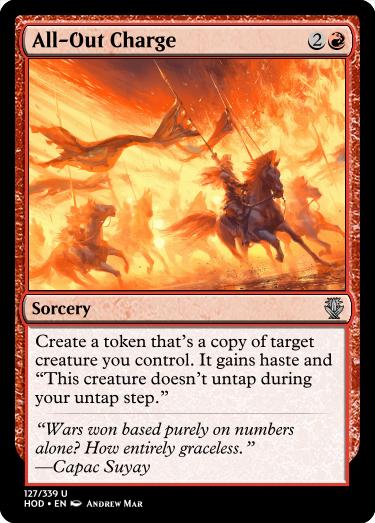 All-Out Charge 2
Sorcery
Create a token that's a copy of target
creature you control. It gains haste and
“This creature doesn't untap during
your untap step.”
“Wars won based purely on numbers
alone? How entirely graceless.”
—Capac Suyay
127/339 U
HOD • EN Andrew Mar